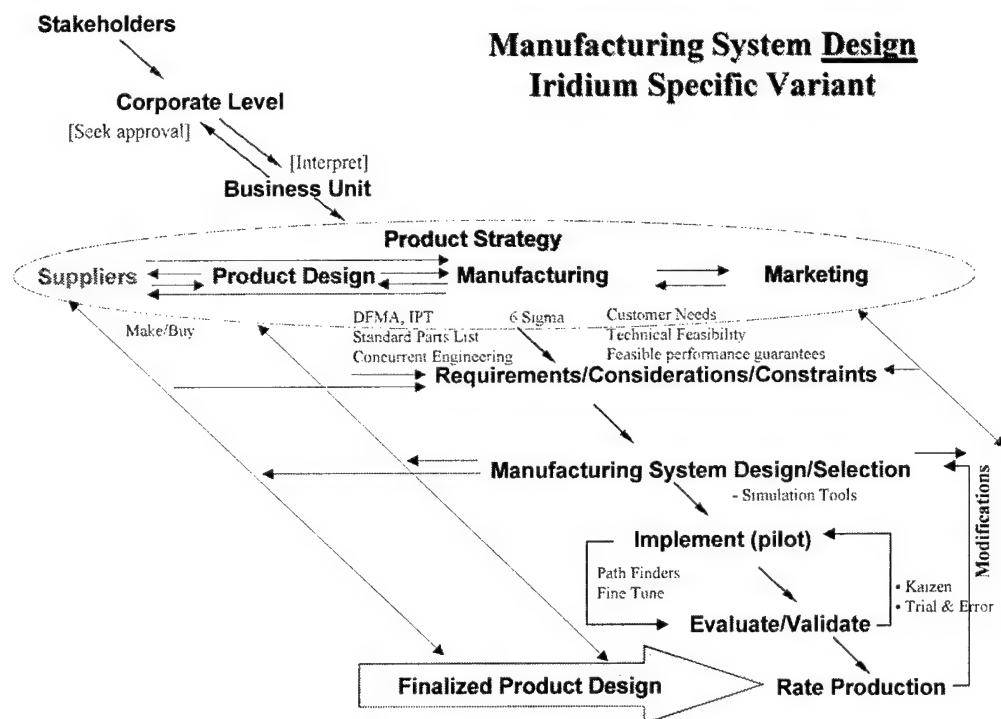 Stakeholders
Manufacturing System Design
Iridium Specific Variant
Corporate Level
[Seek approval]
[Interpret]
Business Unit
Product Strategy
Suppliers
Product Design
Manufacturing
Marketing
Make/Buy
DFMA, IPT
Standard Parts List
Concurrent Engineering
6 Sigma
Customer Needs
Technical Feasibility
Feasible performance guarantees
Requirements/Considerations/Constraints
Manufacturing System Design/Selection
- Simulation Tools
Modifications
Implement (pilot)
Path Finders
Fine Tune
• Kaizen
• Trial & Error
Evaluate/Validate
Finalized Product Design
Rate Production